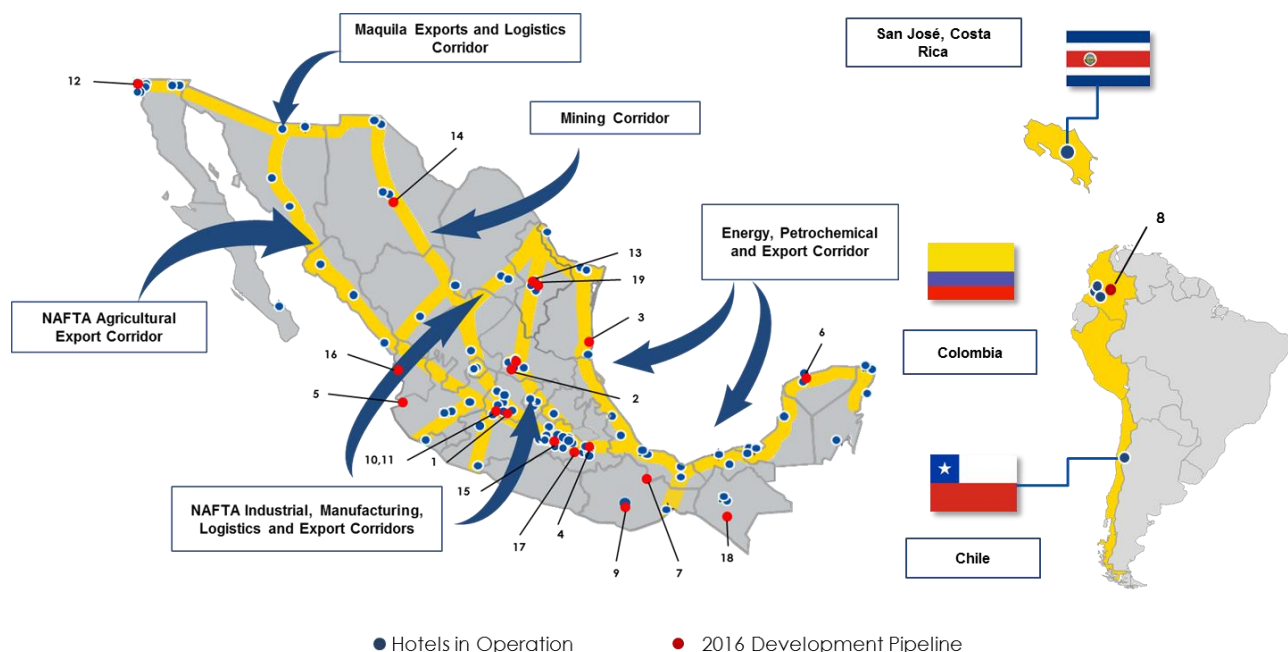 Maquila Exports and Logistics
Corridor
San José, Costa
Rica
12
14
Mining Corridor
8
Energy, Petrochemical
and Export Corridor
13
19
NAFTA Agricultural
Export Corridor
3
6
Colombia
16
5
2
10,11
1
15
NAFTA Industrial, Manufacturing,
Logistics and Export Corridors
17
4
9
7
18
Chile
Hotels in Operation
2016 Development Pipeline